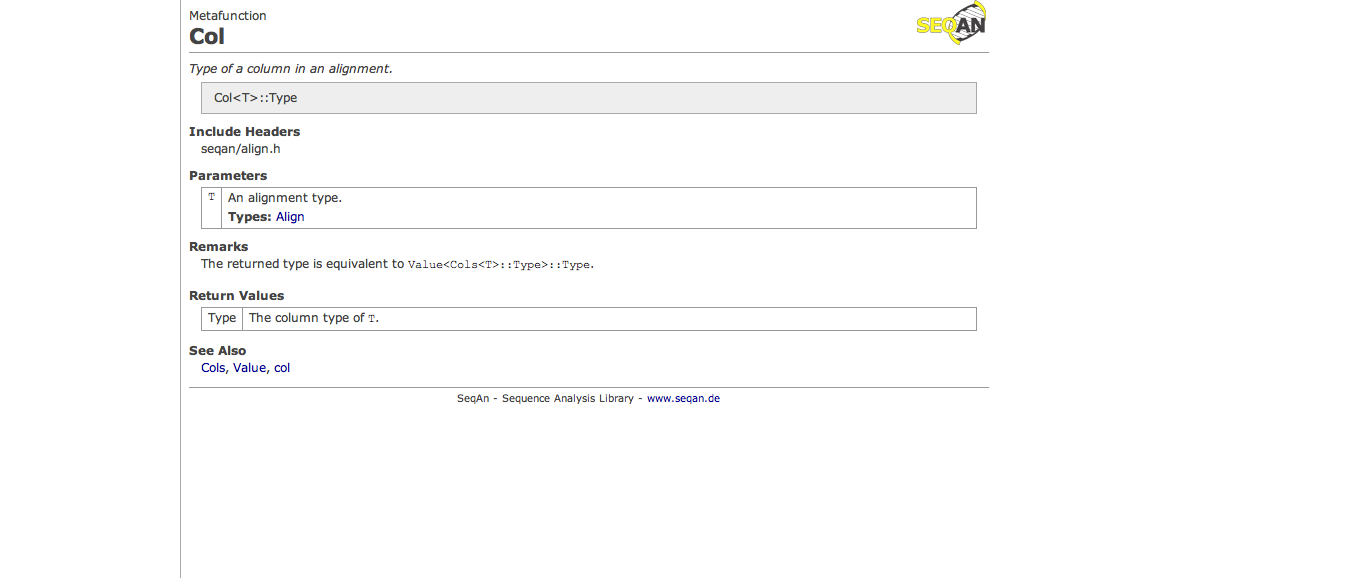 Metafunction
Col
SEQAN
Type of a column in an alignment.
Col<T>::Type
Include Headers
seqan/align.h
Parameters
T An alignment type.
Types: Align
Remarks
The returned type is equivalent to Value<Cols<T>::Type>::Type.
Return Values
Type The column type of T.
See Also
Cols, Value, col
SeqAn - Sequence Analysis Library - www.seqan.de